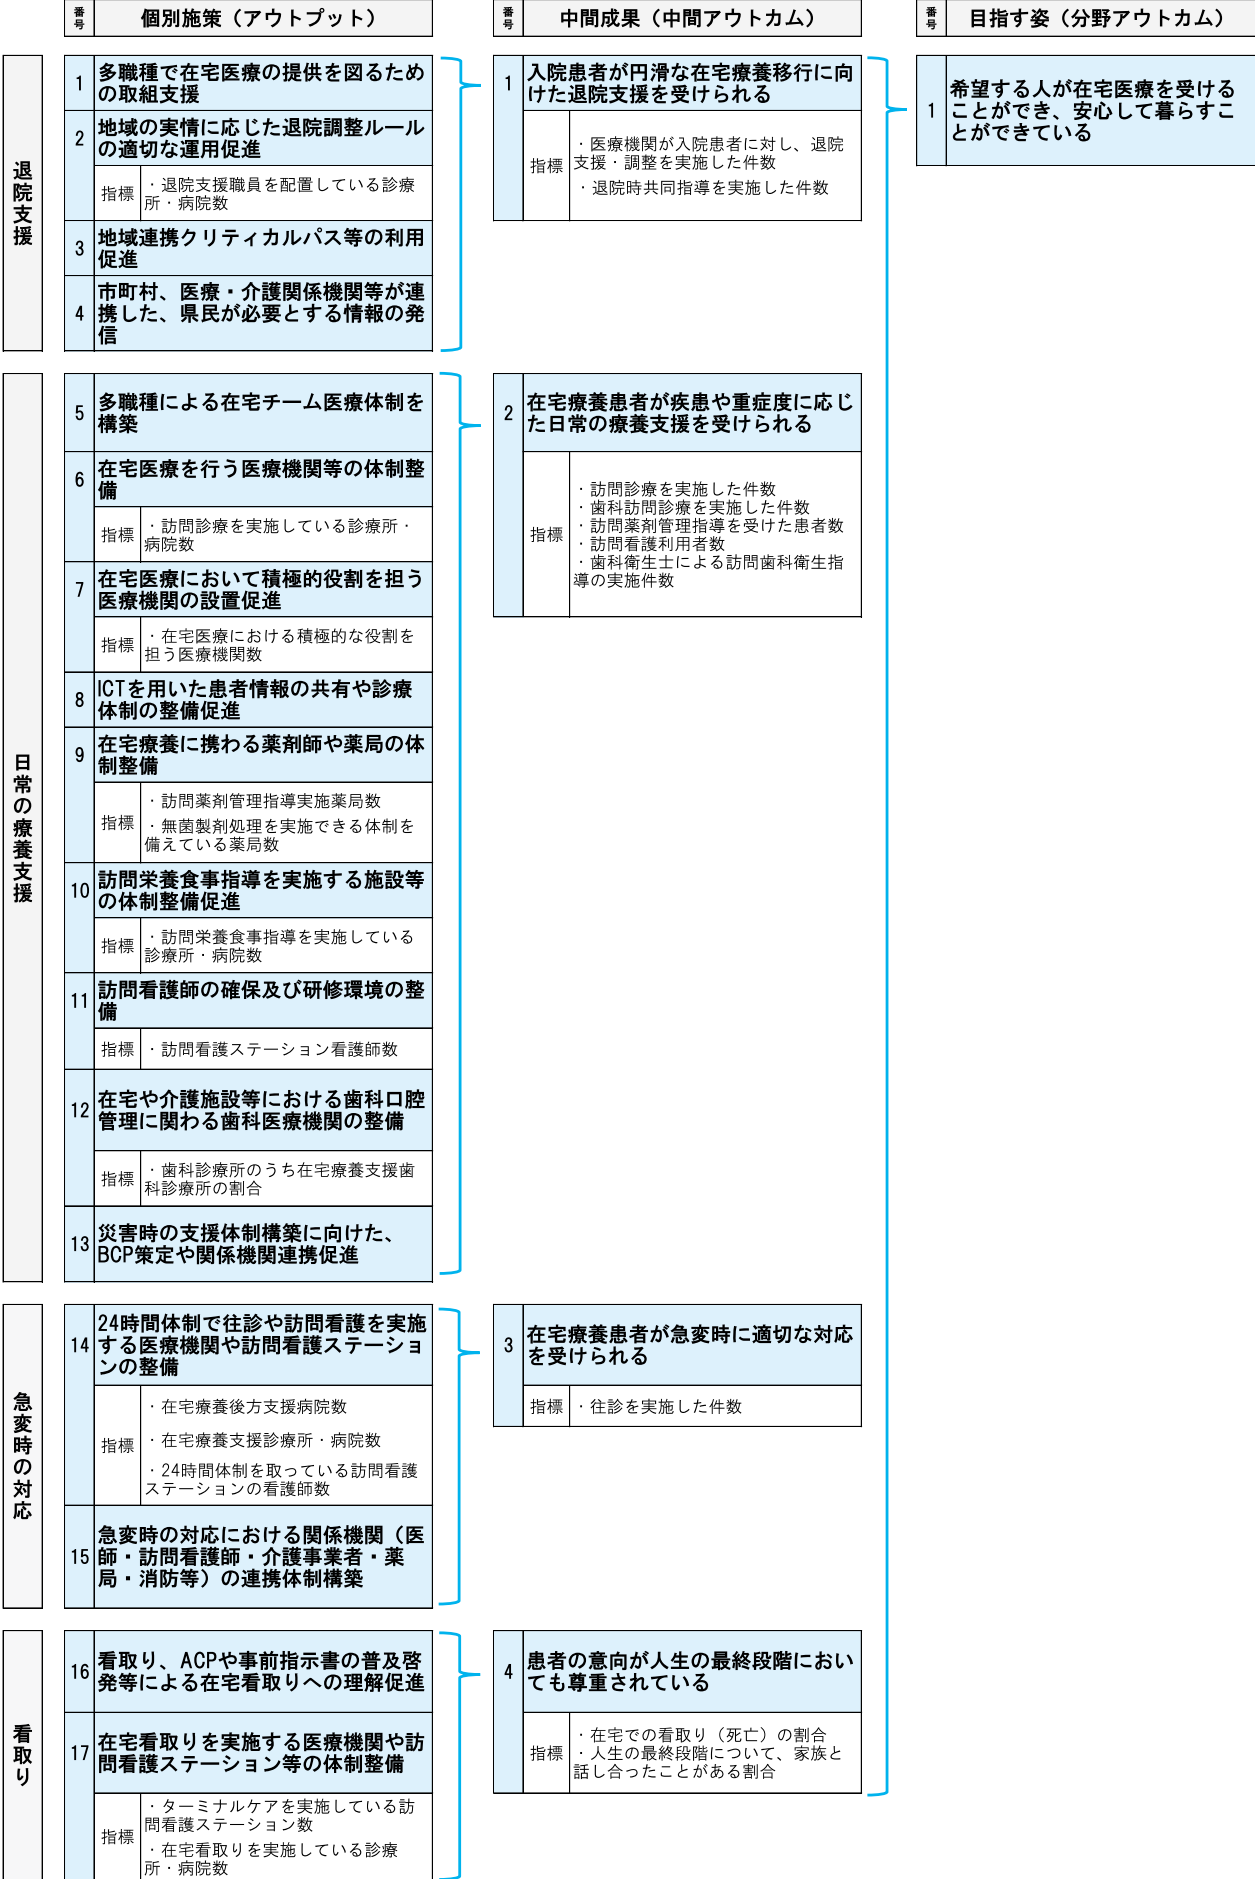 番号
個別施策（アウトプット）
番号
中間成果（中間アウトカム）
番号
目指す姿（分野アウトカム）
退院支援
1
多職種で在宅医療の提供を図るため
の取組支援
2
地域の実情に応じた退院調整ルール
の適切な運用促進
指標
・退院支援職員を配置している診療
所・病院数
3
地域連携クリティカルパス等の利用
促進
4
市町村、医療・介護関係機関等が連
携した、県民が必要とする情報の発
信
1
入院患者が円滑な在宅療養移行に向
けた退院支援を受けられる
指標
・医療機関が入院患者に対し、退院
支援・調整を実施した件数
・退院時共同指導を実施した件数
1
希望する人が在宅医療を受ける
ことができ、安心して暮らすこ
とができている
日常の療養支援
5
多職種による在宅チーム医療体制を
構築
6
在宅医療を行う医療機関等の体制整
備
指標
・訪問診療を実施している診療所・
病院数
7
在宅医療において積極的役割を担う
医療機関の設置促進
指標
・在宅医療における積極的な役割を
担う医療機関数
8
ICTを用いた患者情報の共有や診療
体制の整備促進
9
在宅療養に携わる薬剤師や薬局の体
制整備
指標
・訪問薬剤管理指導実施薬局数
・無菌製剤処理を実施できる体制を
備えている薬局数
10
訪問栄養食事指導を実施する施設等
の体制整備促進
指標
・訪問栄養食事指導を実施している
診療所・病院数
11
訪問看護師の確保及び研修環境の整
備
指標
・訪問看護ステーション看護師数
12
在宅や介護施設等における歯科口腔
管理に関わる歯科医療機関の整備
指標
・歯科診療所のうち在宅療養支援歯
科診療所の割合
13
災害時の支援体制構築に向けた、
BCP策定や関係機関連携促進
2
在宅療養患者が疾患や重症度に応じ
た日常の療養支援を受けられる
指標
・訪問診療を実施した件数
・歯科訪問診療を実施した件数
・訪問薬剤管理指導を受けた患者数
・訪問看護利用者数
・歯科衛生士による訪問歯科衛生指
導の実施件数
急変時の対応
14
24時間体制で往診や訪問看護を実施
する医療機関や訪問看護ステーショ
ンの整備
指標
・在宅療養後方支援病院数
・在宅療養支援診療所・病院数
・24時間体制を取っている訪問看護
ステーションの看護師数
15
急変時の対応における関係機関（医
師・訪問看護師・介護事業者・薬
局・消防等）の連携体制構築
3
在宅療養患者が急変時に適切な対応
を受けられる
指標
・往診を実施した件数
看取り
16
看取り、ACPや事前指示書の普及啓
発等による在宅看取りへの理解促進
17
在宅看取りを実施する医療機関や訪
問看護ステーション等の体制整備
指標
・ターミナルケアを実施している訪
問看護ステーション数
・在宅看取りを実施している診療
所・病院数
4
患者の意向が人生の最終段階におい
ても尊重されている
指標
・在宅での看取り（死亡）の割合
・人生の最終段階について、家族と
話し合ったことがある割合